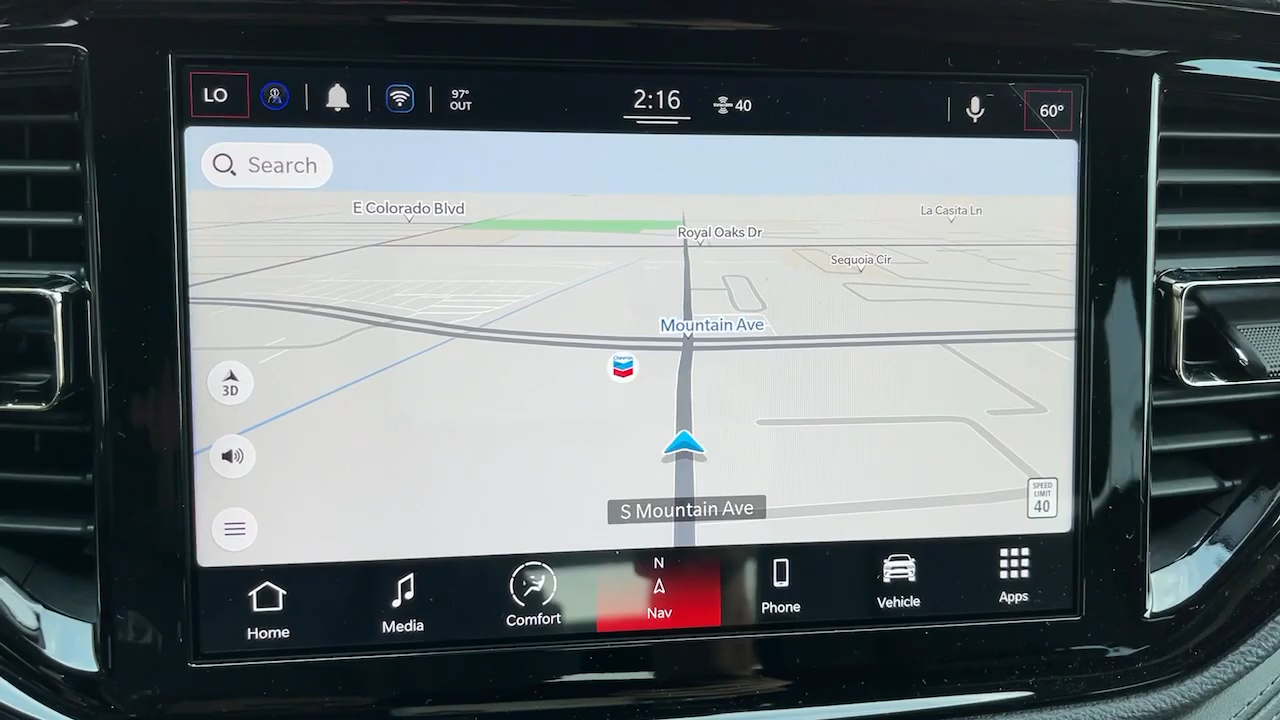 LO
97°
OUT
2:16
40
60°
Search
E Colorado Blvd
La Casita Ln
Royal Oaks Dr
Sequoia Cir
Mountain Ave
Chevron
3D
SPEED
LIMIT
40
S Mountain Ave
Home
Media
Comfort
N
Nav
Phone
Vehicle
Apps